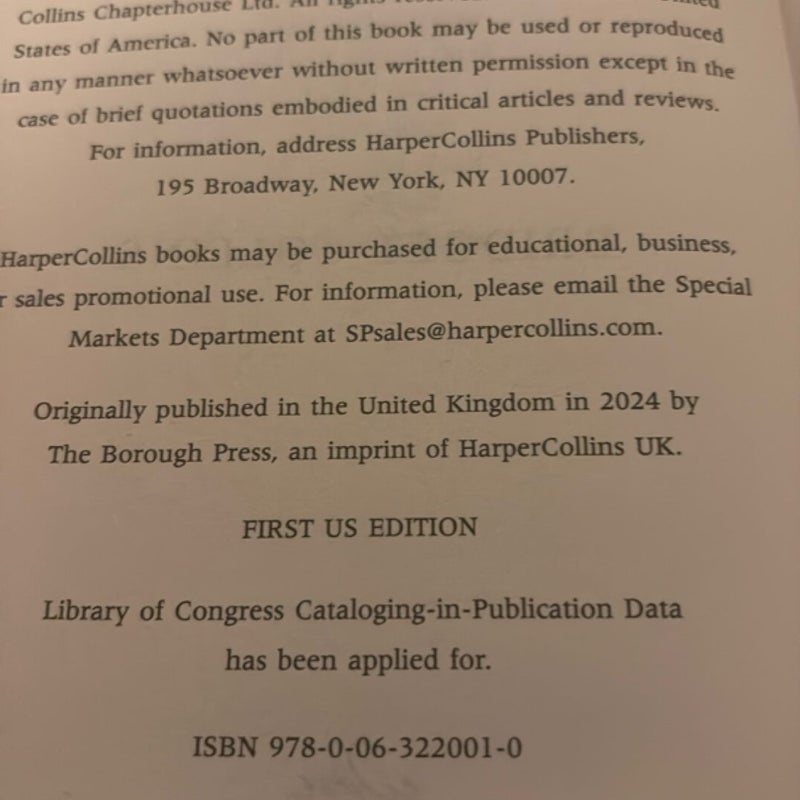 Collins Chapterhouse Ltd. All rights
States of America. No part of this book may be used or reproduced
in any manner whatsoever without written permission except in the
case of brief quotations embodied in critical articles and reviews.
For information, address HarperCollins Publishers,
195 Broadway, New York, NY 10007.
HarperCollins books may be purchased for educational, business,
r sales promotional use. For information, please email the Special
Markets Department at SPsales@harpercollins.com.
Originally published in the United Kingdom in 2024 by
The Borough Press, an imprint of HarperCollins UK.
FIRST US EDITION
Library of Congress Cataloging-in-Publication Data
has been applied for.
ISBN 978-0-06-322001-0